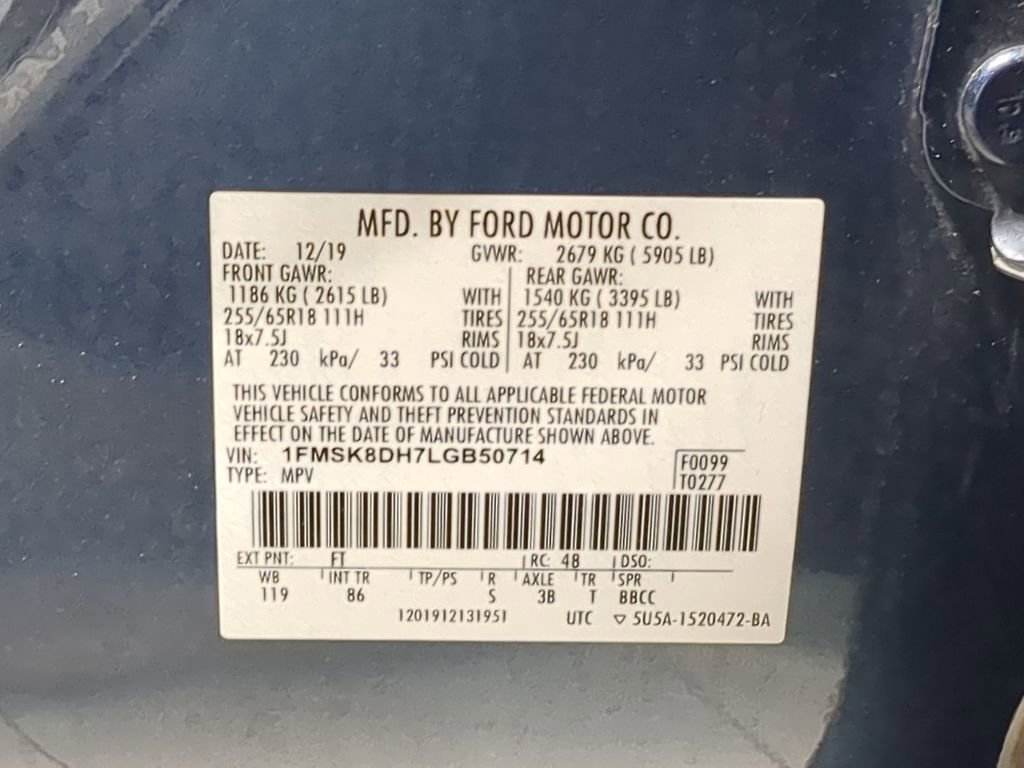 MFD. BY FORD MOTOR CO.
DATE: 12/19 GVWR: 2679 KG ( 5905 LB)
FRONT GAWR: REAR GAWR:
1186 KG ( 2615 LB) WITH 1540 KG ( 3395 LB) WITH
255/65R18 111H TIRES 255/65R18 111H TIRES
18x7.5J RIMS 18x7.5J RIMS
AT 230 kPa/ 33 PSI COLD AT 230 kPa/ 33 PSI COLD
THIS VEHICLE CONFORMS TO ALL APPLICABLE FEDERAL MOTOR
VEHICLE SAFETY AND THEFT PREVENTION STANDARDS IN
EFFECT ON THE DATE OF MANUFACTURE SHOWN ABOVE.
VIN: 1FMSK8DH7LGB50714 F0099
TYPE: MPV T0277
EXT PNT: FT RC: 48 DSO:
WB INT TR TP/PS R AXLE TR SPR
119 86 S 3B T BBCC
1201912131951 UTC ▽ 5U5A-1520472-BA